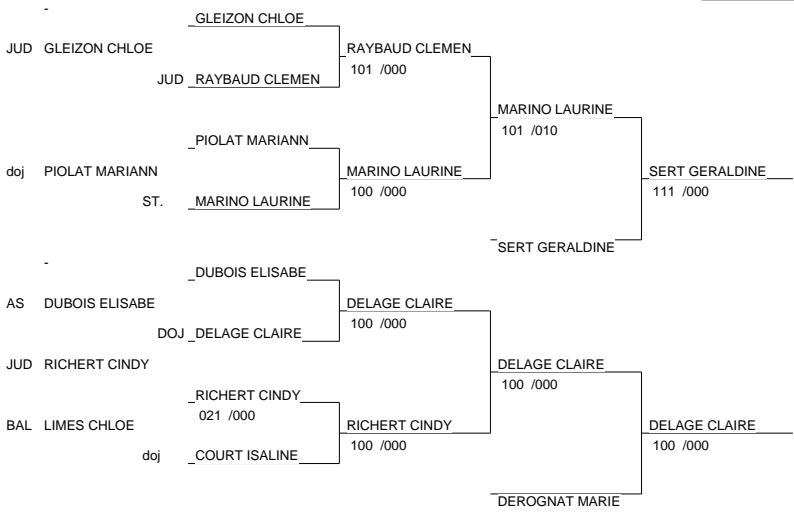 -
GLEIZON CHLOE
JUD GLEIZON CHLOE
RAYBAUD CLEMEN
101 /000
JUD RAYBAUD CLEMEN
MARINO LAURINE
101 /010
PIOLAT MARIANN
doj PIOLAT MARIANN
MARINO LAURINE
100 /000
SERT GERALDINE
111 /000
ST. MARINO LAURINE
SERT GERALDINE
-
DUBOIS ELISABE
AS DUBOIS ELISABE
DELAGE CLAIRE
100 /000
DOJ DELAGE CLAIRE
JUD RICHERT CINDY
DELAGE CLAIRE
100 /000
RICHERT CINDY
021 /000
BAL LIMES CHLOE
RICHERT CINDY
100 /000
DELAGE CLAIRE
100 /000
doj COURT ISALINE
DEROGNAT MARIE